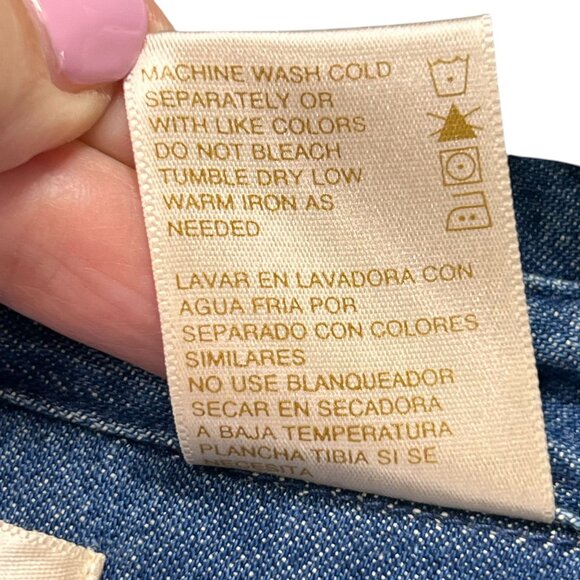 MACHINE WASH COLD
SEPARATELY OR
WITH LIKE COLORS
DO NOT BLEACH
TUMBLE DRY LOW
WARM IRON AS
NEEDED
LAVAR EN LAVADORA CON
AGUA FRIA POR
SEPARADO CON COLORES
SIMILARES
NO USE BLANQUEADOR
SECAR EN SECADORA
A BAJA TEMPERATURA
PLANCHA TIBIA SI SE
NECESITA